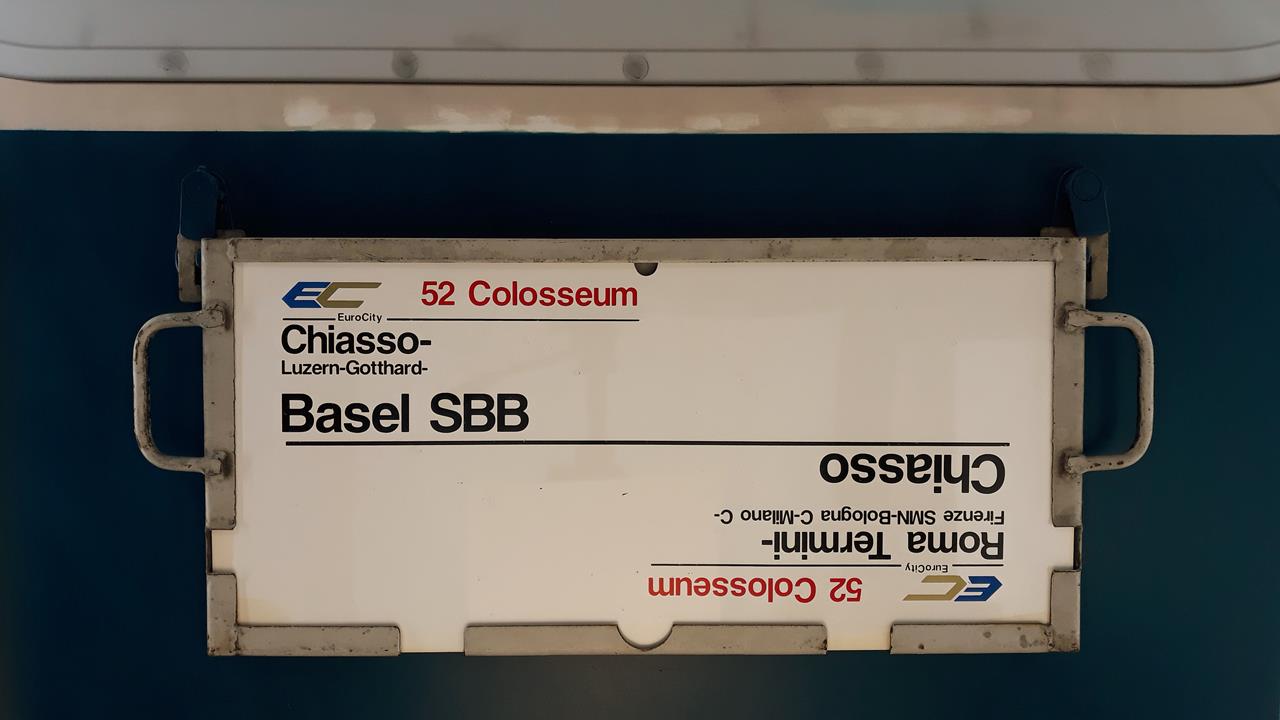 EC 52 Colosseum
EuroCity
Chiasso-
Luzern-Gotthard-
Basel SBB
EC 52 Colosseum
EuroCity
Roma Termini-
Firenze SMN-Bologna C-Milano C-
Chiasso